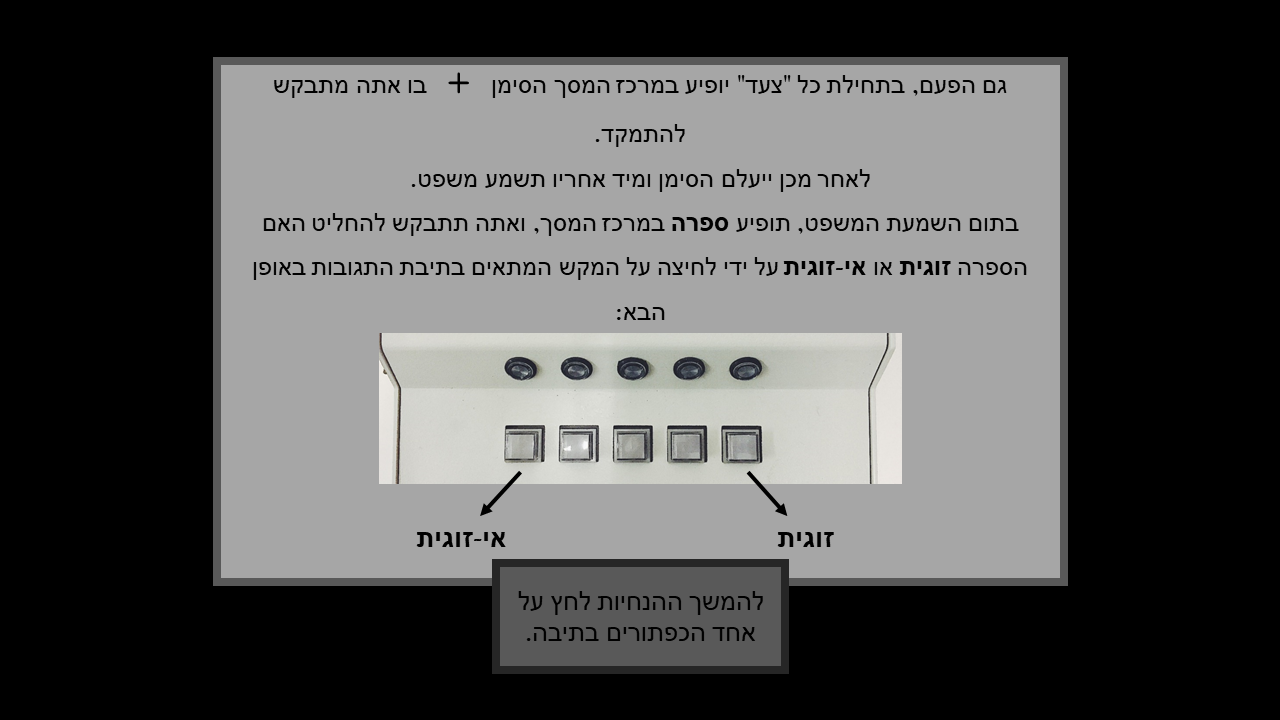 גם הפעם, בתחילת כל "צעד" יופיע במרכז המסך הסימן + בו אתה מתבקש
להתמקד.
לאחר מכן ייעלם הסימן ומיד אחריו תשמע משפט.
בתום השמעת המשפט, תופיע ספרה במרכז המסך, ואתה תתבקש להחליט האם
הספרה זוגית או אי-זוגית על ידי לחיצה על המקש המתאים בתיבת התגובות באופן
הבא:
זוגית
אי-זוגית
להמשך ההנחיות לחץ על
אחד הכפתורים בתיבה.